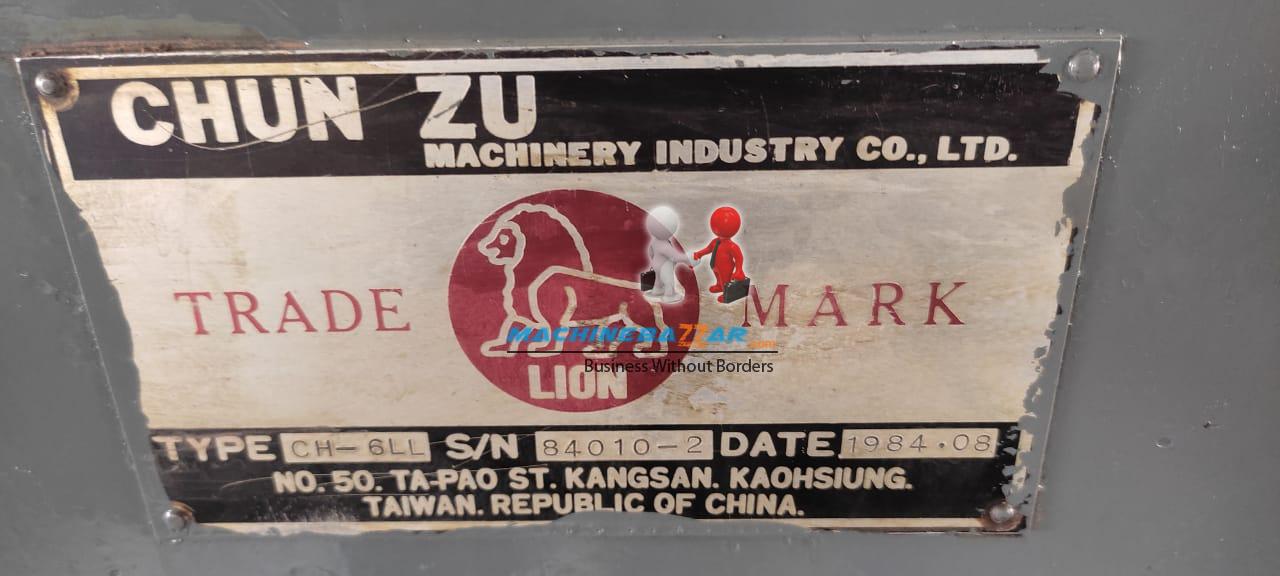 CHUN ZU
MACHINERY INDUSTRY CO., LTD.
TRADE MARK
MACHINEBAZZAR.com
Business Without Borders
LION
TYPE CH-6LL S/N 84010-2 DATE 1984.08
NO. 50. TA-PAO ST. KANGSAN. KAOHSIUNG.
TAIWAN. REPUBLIC OF CHINA.